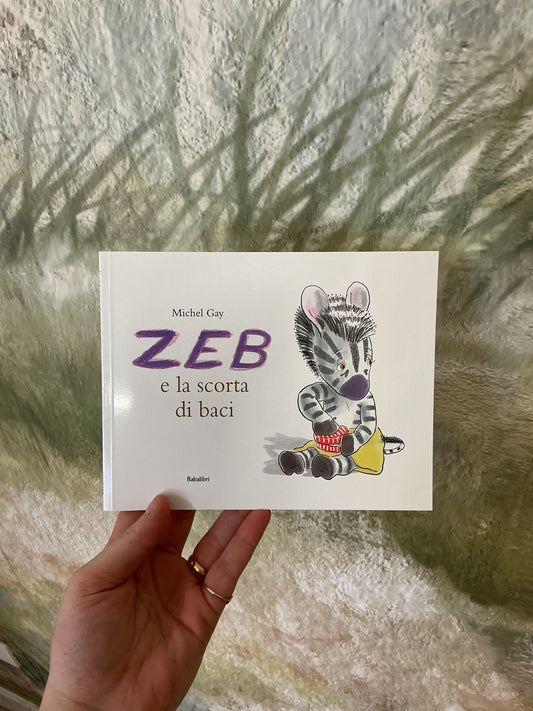 Michel Gay
ZEB
e la scorta
di baci
Babalibri